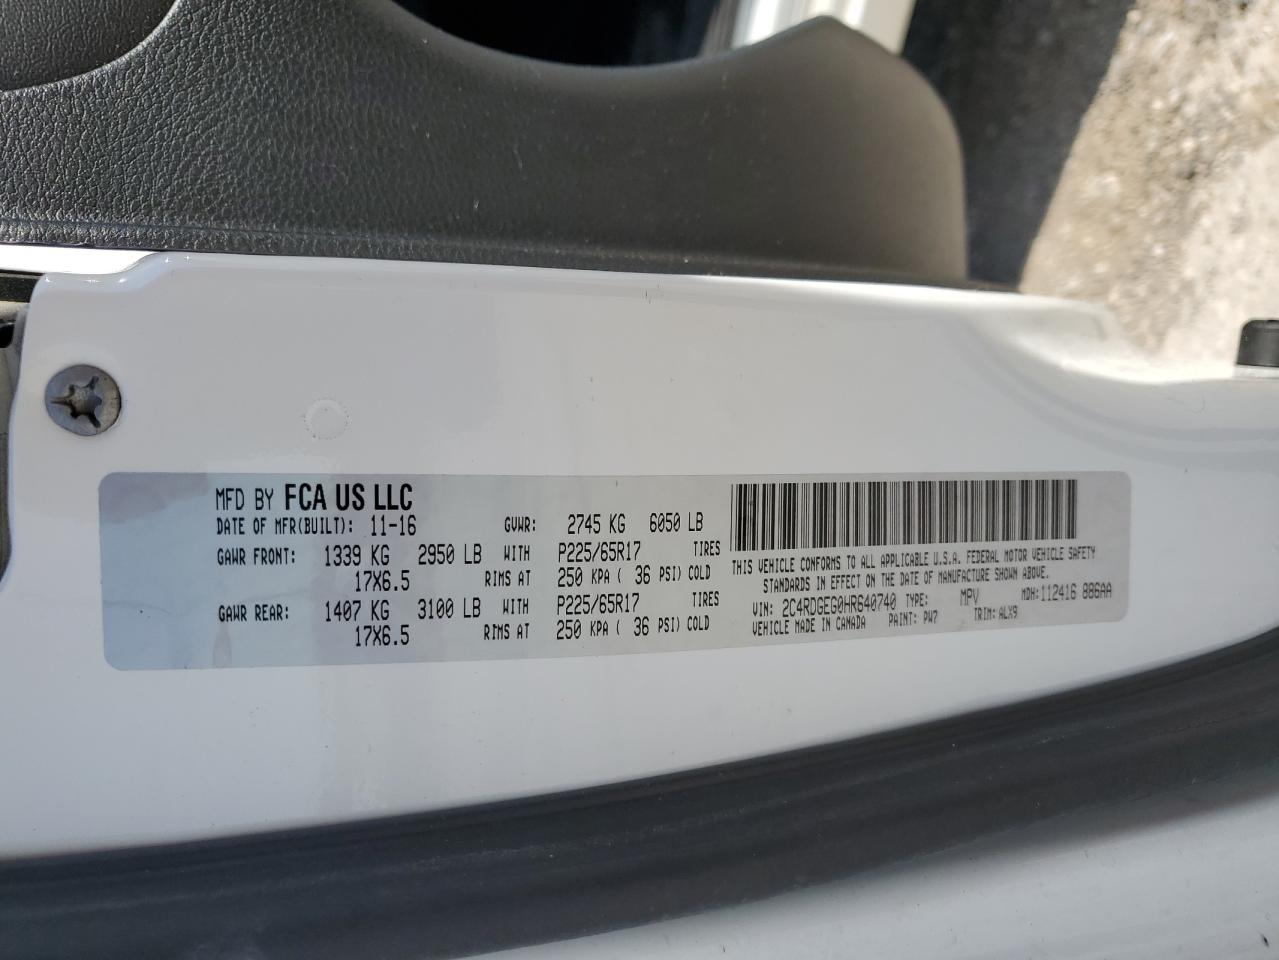 MFD BY FCA US LLC
DATE OF MFR(BUILT): 11-16 GVWR: 2745 KG 6050 LB
GAWR FRONT: 1339 KG 2950 LB WITH P225/65R17 TIRES
17X6.5 RIMS AT 250 KPA ( 36 PSI) COLD
GAWR REAR: 1407 KG 3100 LB WITH P225/65R17 TIRES
17X6.5 RIMS AT 250 KPA ( 36 PSI) COLD
THIS VEHICLE CONFORMS TO ALL APPLICABLE U.S.A. FEDERAL MOTOR VEHICLE SAFETY
STANDARDS IN EFFECT ON THE DATE OF MANUFACTURE SHOWN ABOVE.
VIN: 2C4RDGEG0HR640740 TYPE: MPV MDH:112416 886AA
VEHICLE MADE IN CANADA PAINT: PW7 TRIM: ALX9